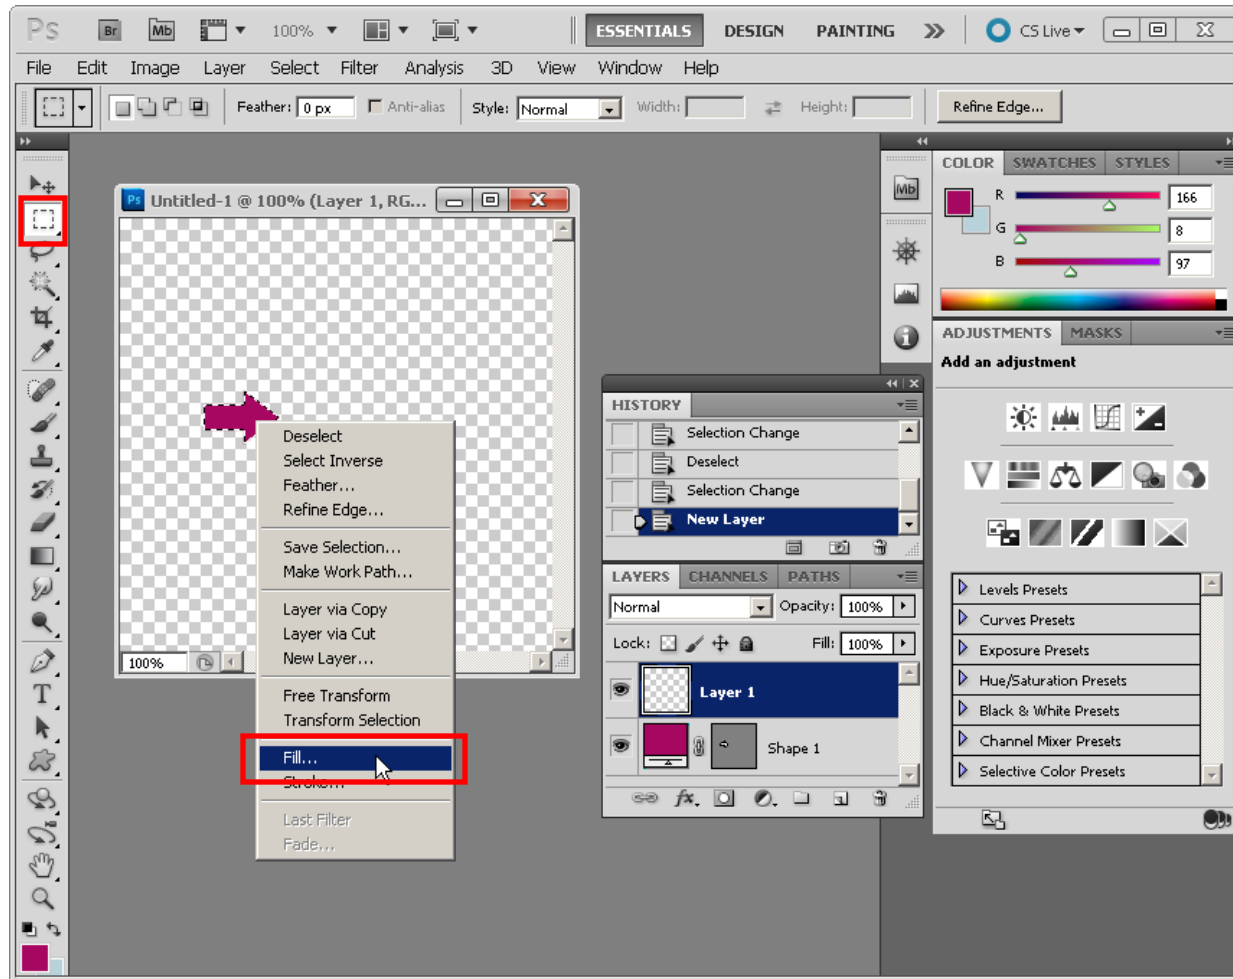 PS Br Mb 100% ESSENTIALS DESIGN PAINTING CS Live
File Edit Image Layer Select Filter Analysis 3D View Window Help
Feather: 0 px Anti-alias Style: Normal Width: Height: Refine Edge...
COLOR SWATCHES STYLES
Mb
R 166
G 8
B 97
Ps Untitled-1 @ 100% (Layer 1, RG...
ADJUSTMENTS MASKS
Add an adjustment
Deselect
Select Inverse
Feather...
Refine Edge...
Save Selection...
Make Work Path...
Layer via Copy
Layer via Cut
New Layer...
Free Transform
Transform Selection
Fill...
Stroke...
Last Filter
Fade...
100%
HISTORY
Selection Change
Deselect
Selection Change
New Layer
LAYERS CHANNELS PATHS
Normal Opacity: 100%
Lock: Fill: 100%
Layer 1
Shape 1
fx.
Levels Presets
Curves Presets
Exposure Presets
Hue/Saturation Presets
Black & White Presets
Channel Mixer Presets
Selective Color Presets
T